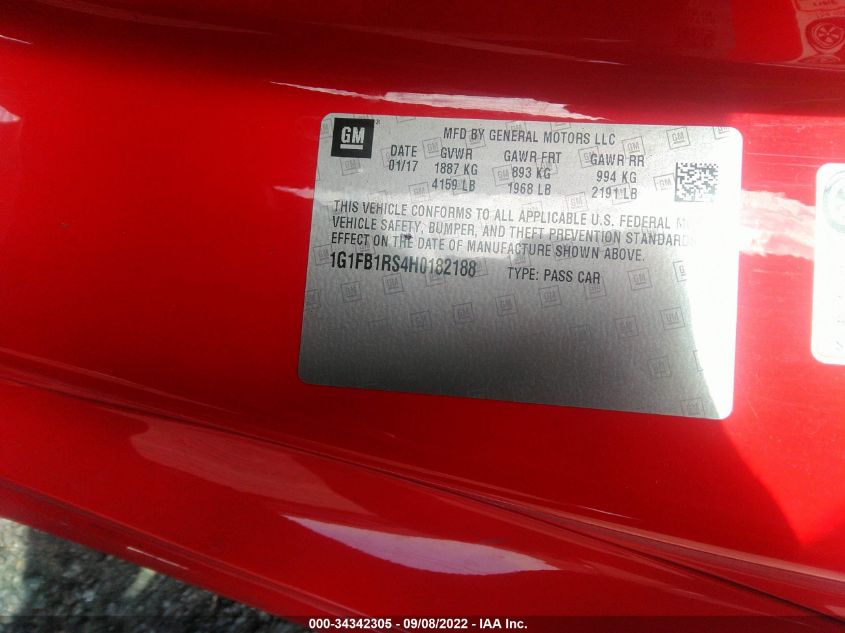 GM
MFD BY GENERAL MOTORS LLC
DATE GVWR GAWR FRT GAWR RR
01/17 1887 KG 893 KG 994 KG
4159 LB 1968 LB 2191 LB
THIS VEHICLE CONFORMS TO ALL APPLICABLE U.S. FEDERAL
VEHICLE SAFETY, BUMPER, AND THEFT PREVENTION STANDARDS
EFFECT ON THE DATE OF MANUFACTURE SHOWN ABOVE.
1G1FB1RS4H0182188 TYPE: PASS CAR
000-34342305 - 09/08/2022 - IAA Inc.